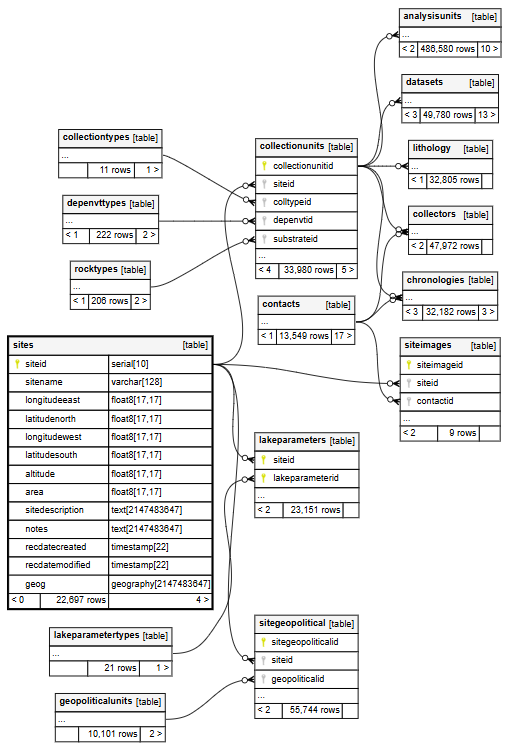 analysisunits [table]
...
< 2 486,580 rows 10 >
datasets [table]
...
< 3 49,780 rows 13 >
collectiontypes [table]
...
11 rows 1 >
collectionunits [table]
collectionunitid
siteid
colltypeid
depenvtid
substrateid
...
< 4 33,980 rows 5 >
lithology [table]
...
< 1 32,805 rows
depenvttypes [table]
...
< 1 222 rows 2 >
collectors [table]
...
< 2 47,972 rows
rocktypes [table]
...
< 1 206 rows 2 >
chronologies [table]
...
< 3 32,182 rows 3 >
contacts [table]
...
< 1 13,549 rows 17 >
sites [table]
siteid serial[10]
sitename varchar[128]
longitudeeast float8[17,17]
latitudenorth float8[17,17]
longitudewest float8[17,17]
latitudesouth float8[17,17]
altitude float8[17,17]
area float8[17,17]
sitedescription text[2147483647]
notes text[2147483647]
recdatecreated timestamp[22]
recdatemodified timestamp[22]
geog geography[2147483647]
< 0 22,697 rows 4 >
siteimages [table]
siteimageid
siteid
contactid
...
< 2 9 rows
lakeparameters [table]
siteid
lakeparameterid
...
< 2 23,151 rows
lakeparametertypes [table]
...
21 rows 1 >
sitegeopolitical [table]
sitegeopoliticalid
siteid
geopoliticalid
...
< 2 55,744 rows
geopoliticalunits [table]
...
10,101 rows 2 >